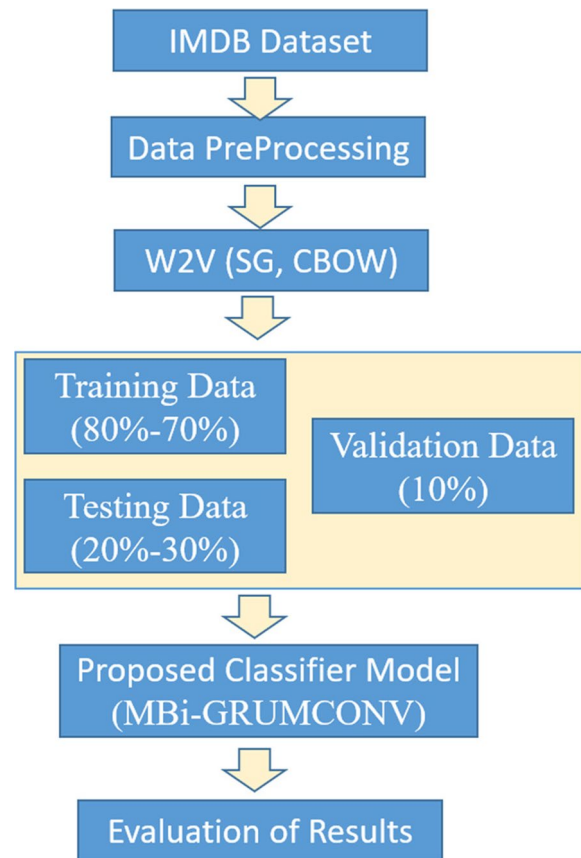 IMDB Dataset
Data PreProcessing
W2V (SG, CBOW)
Training Data
(80%-70%)
Validation Data
(10%)
Testing Data
(20%-30%)
Proposed Classifier Model
(MBi-GRUMCONV)
Evaluation of Results